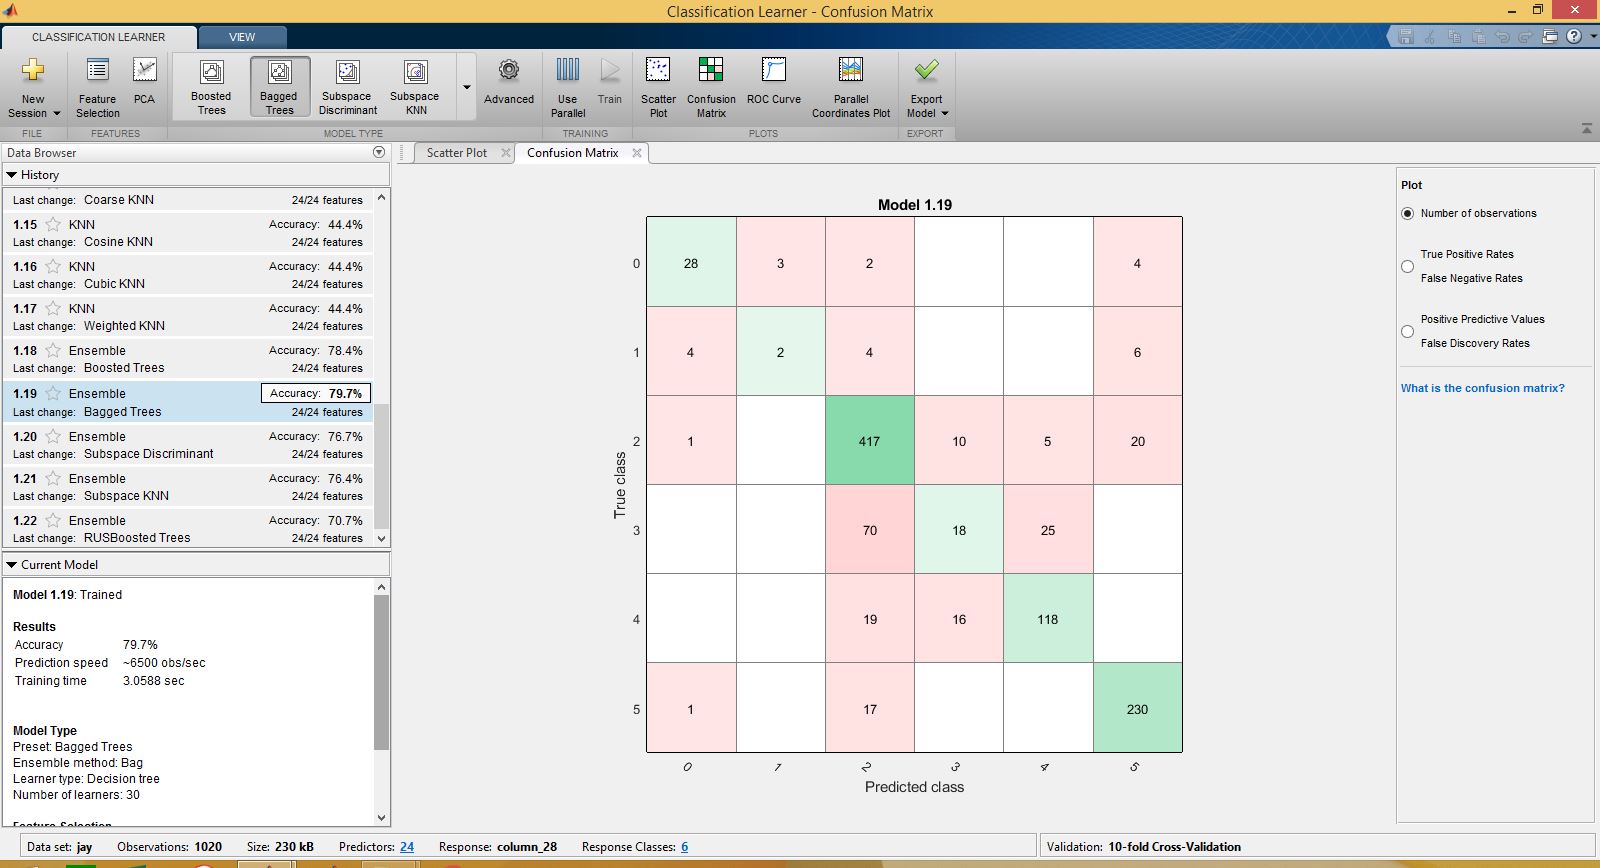 Classification Learner - Confusion Matrix
CLASSIFICATION LEARNER
VIEW
New Session
Feature Selection
PCA
Boosted Trees
Bagged Trees
Subspace Discriminant
Subspace KNN
Advanced
Use Parallel
Train
Scatter Plot
Confusion Matrix
ROC Curve
Parallel Coordinates Plot
Export Model
FILE
FEATURES
MODEL TYPE
TRAINING
PLOTS
EXPORT
Data Browser
History
Last change: Coarse KNN 24/24 features
1.15 KNN Accuracy: 44.4%
Last change: Cosine KNN 24/24 features
1.16 KNN Accuracy: 44.4%
Last change: Cubic KNN 24/24 features
1.17 KNN Accuracy: 44.4%
Last change: Weighted KNN 24/24 features
1.18 Ensemble Accuracy: 78.4%
Last change: Boosted Trees 24/24 features
1.19 Ensemble Accuracy: 79.7%
Last change: Bagged Trees 24/24 features
1.20 Ensemble Accuracy: 76.7%
Last change: Subspace Discriminant 24/24 features
1.21 Ensemble Accuracy: 76.4%
Last change: Subspace KNN 24/24 features
1.22 Ensemble Accuracy: 70.7%
Last change: RUSBoosted Trees 24/24 features
Current Model
Model 1.19: Trained
Results
Accuracy 79.7%
Prediction speed ~6500 obs/sec
Training time 3.0588 sec
Model Type
Preset: Bagged Trees
Ensemble method: Bag
Learner type: Decision tree
Number of learners: 30
Feature Selection
Scatter Plot
Confusion Matrix
Model 1.19
True class
0 28 3 2 4
1 4 2 4 6
2 1 417 10 5 20
3 70 18 25
4 19 16 118
5 1 17 230
0 1 2 3 4 5
Predicted class
Plot
Number of observations
True Positive Rates
False Negative Rates
Positive Predictive Values
False Discovery Rates
What is the confusion matrix?
Data set: jay Observations: 1020 Size: 230 kB Predictors: 24 Response: column_28 Response Classes: 6
Validation: 10-fold Cross-Validation